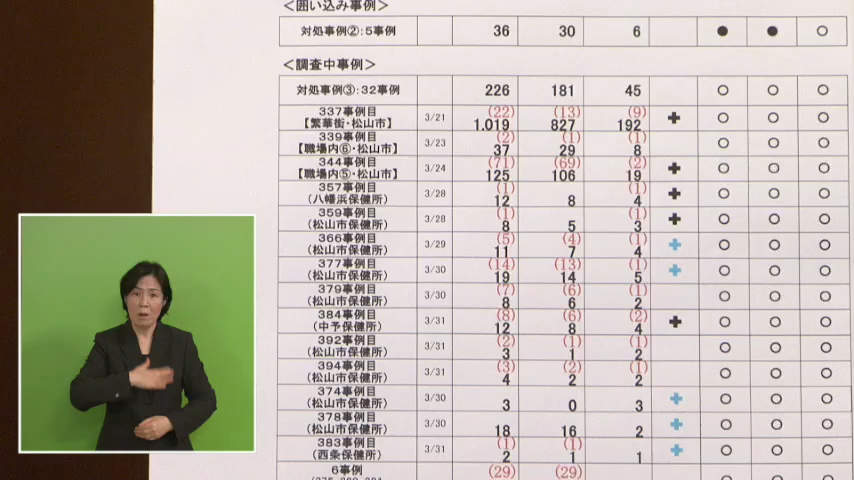 ＜囲い込み事例＞
対処事例②：5事例 36 30 6 ● ● ○
＜調査中事例＞
対処事例③：32事例 226 181 45 ○ ○ ○
337事例目 (22) (13) (9)
【繁華街・松山市】 3/21 1,019 827 192 ✚ ○ ○ ○
339事例目 (2) (1) (1)
【職場内⑥・松山市】 3/23 37 29 8 ○ ○ ○
344事例目 (71) (69) (2)
【職場内⑤・松山市】 3/24 125 106 19 ✚ ○ ○ ○
357事例目 (1) (1)
(八幡浜保健所) 3/28 12 8 4 ✚ ○ ○ ○
359事例目 (1) (1)
(松山市保健所) 3/28 8 5 3 ✚ ○ ○ ○
366事例目 (5) (4) (1)
(松山市保健所) 3/29 11 7 4 ✚ ○ ○ ○
377事例目 (14) (13) (1)
(松山市保健所) 3/30 19 14 5 ✚ ○ ○ ○
379事例目 (7) (6) (1)
(松山市保健所) 3/30 8 6 2 ○ ○ ○
384事例目 (8) (6) (2)
(中予保健所) 3/31 12 8 4 ✚ ○ ○ ○
392事例目 (2) (1) (1)
(松山市保健所) 3/31 3 1 2 ○ ○ ○
394事例目 (3) (2) (1)
(松山市保健所) 3/31 4 2 2 ○ ○ ○
374事例目
(松山市保健所) 3/30 3 0 3 ✚ ○ ○ ○
378事例目
(松山市保健所) 3/30 18 16 2 ✚ ○ ○ ○
383事例目 (1) (1)
(西条保健所) 3/31 2 1 1 ✚ ○ ○ ○
6事例 (29) (29)